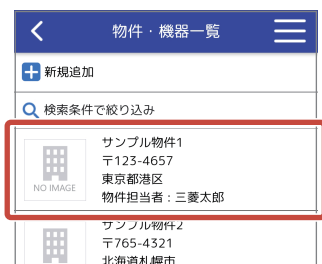 物件・機器一覧
新規追加
検索条件で絞り込み
サンプル物件1
〒123-4657
東京都港区
NO IMAGE
物件担当者：三菱太郎
サンプル物件2
〒765-4321
北海道札幌市